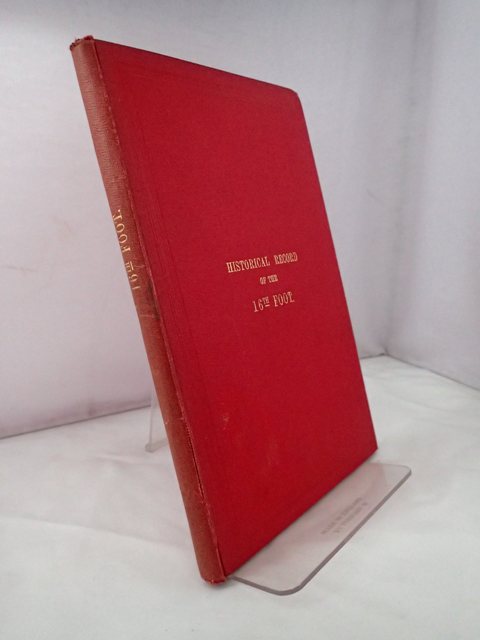 HISTORICAL RECORD
OF THE
16TH FOOT.
16TH FOOT.